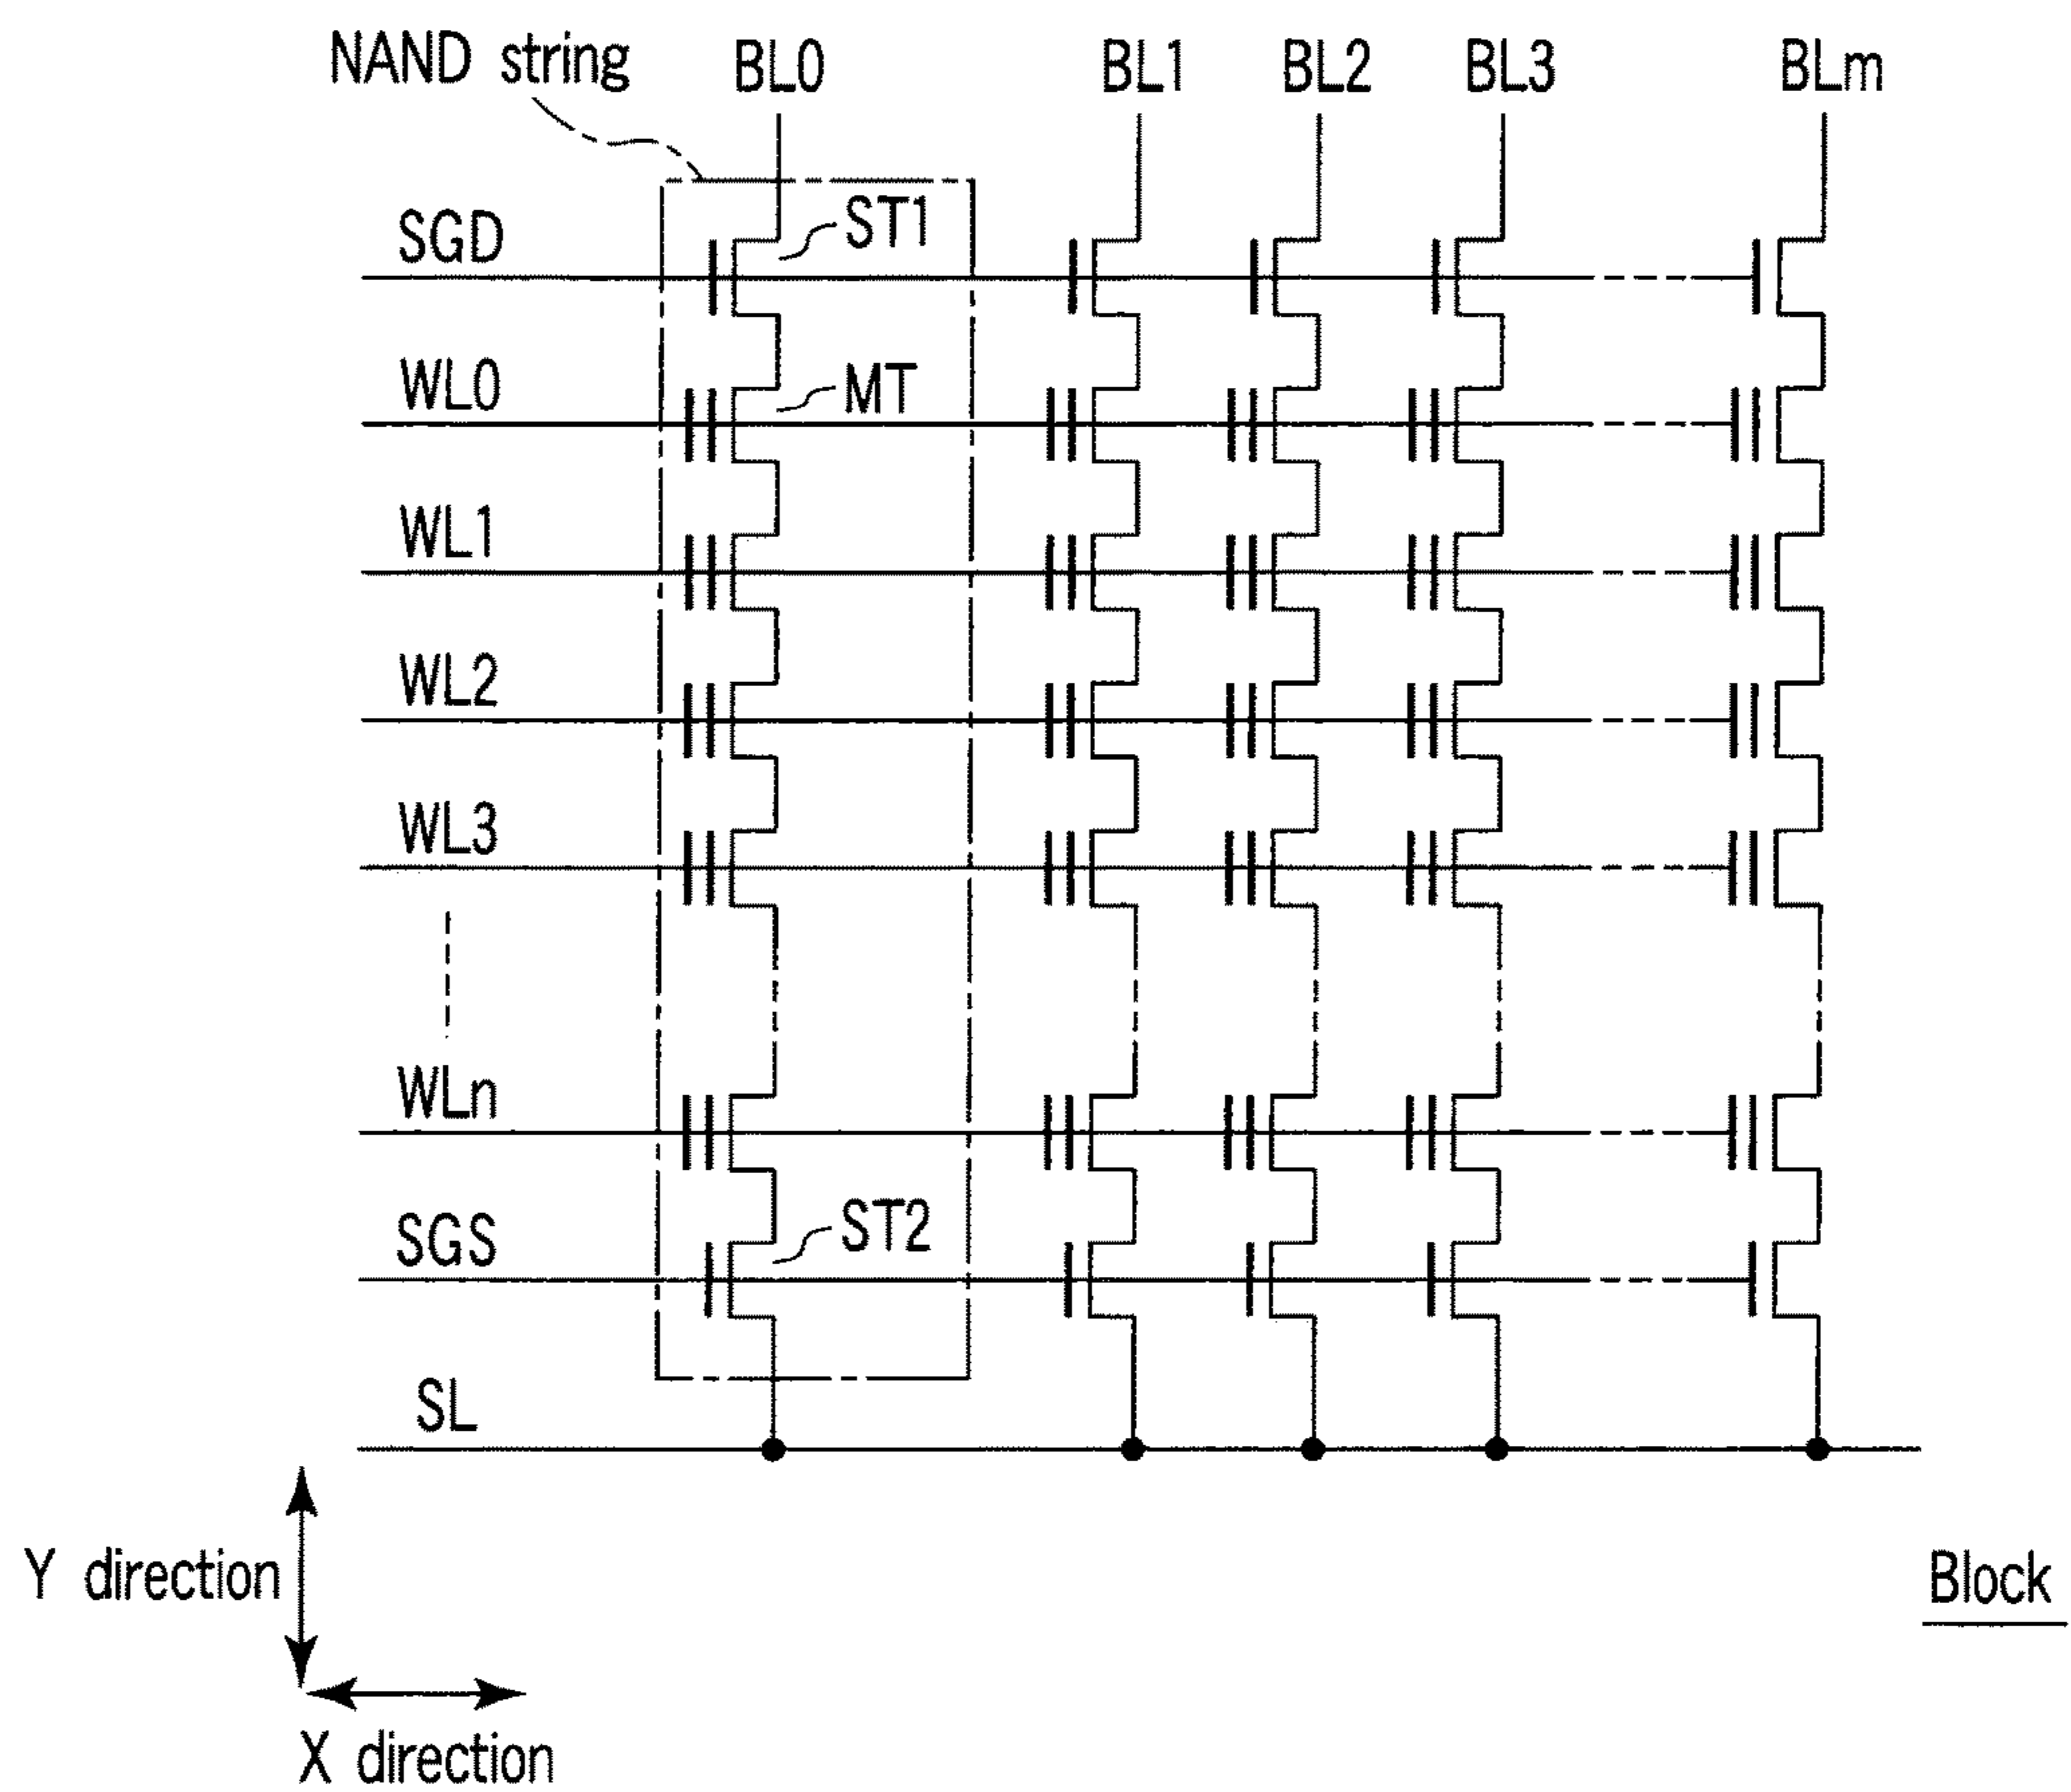 NAND string
BL0 BL1 BL2 BL3 BLm
SGD
ST1
WL0
MT
WL1
WL2
WL3
WLn
SGS
ST2
SL
Y direction
X direction
Block